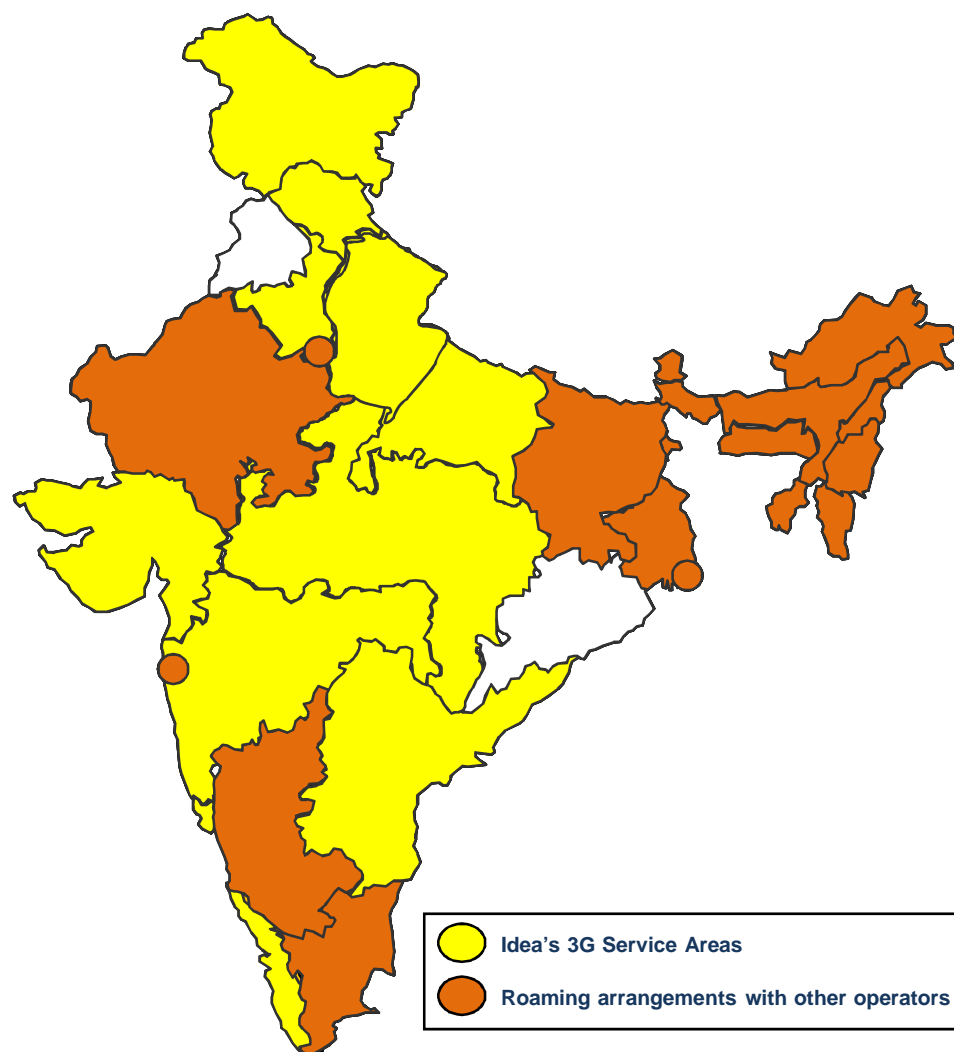 Idea's 3G Service Areas
Roaming arrangements with other operators